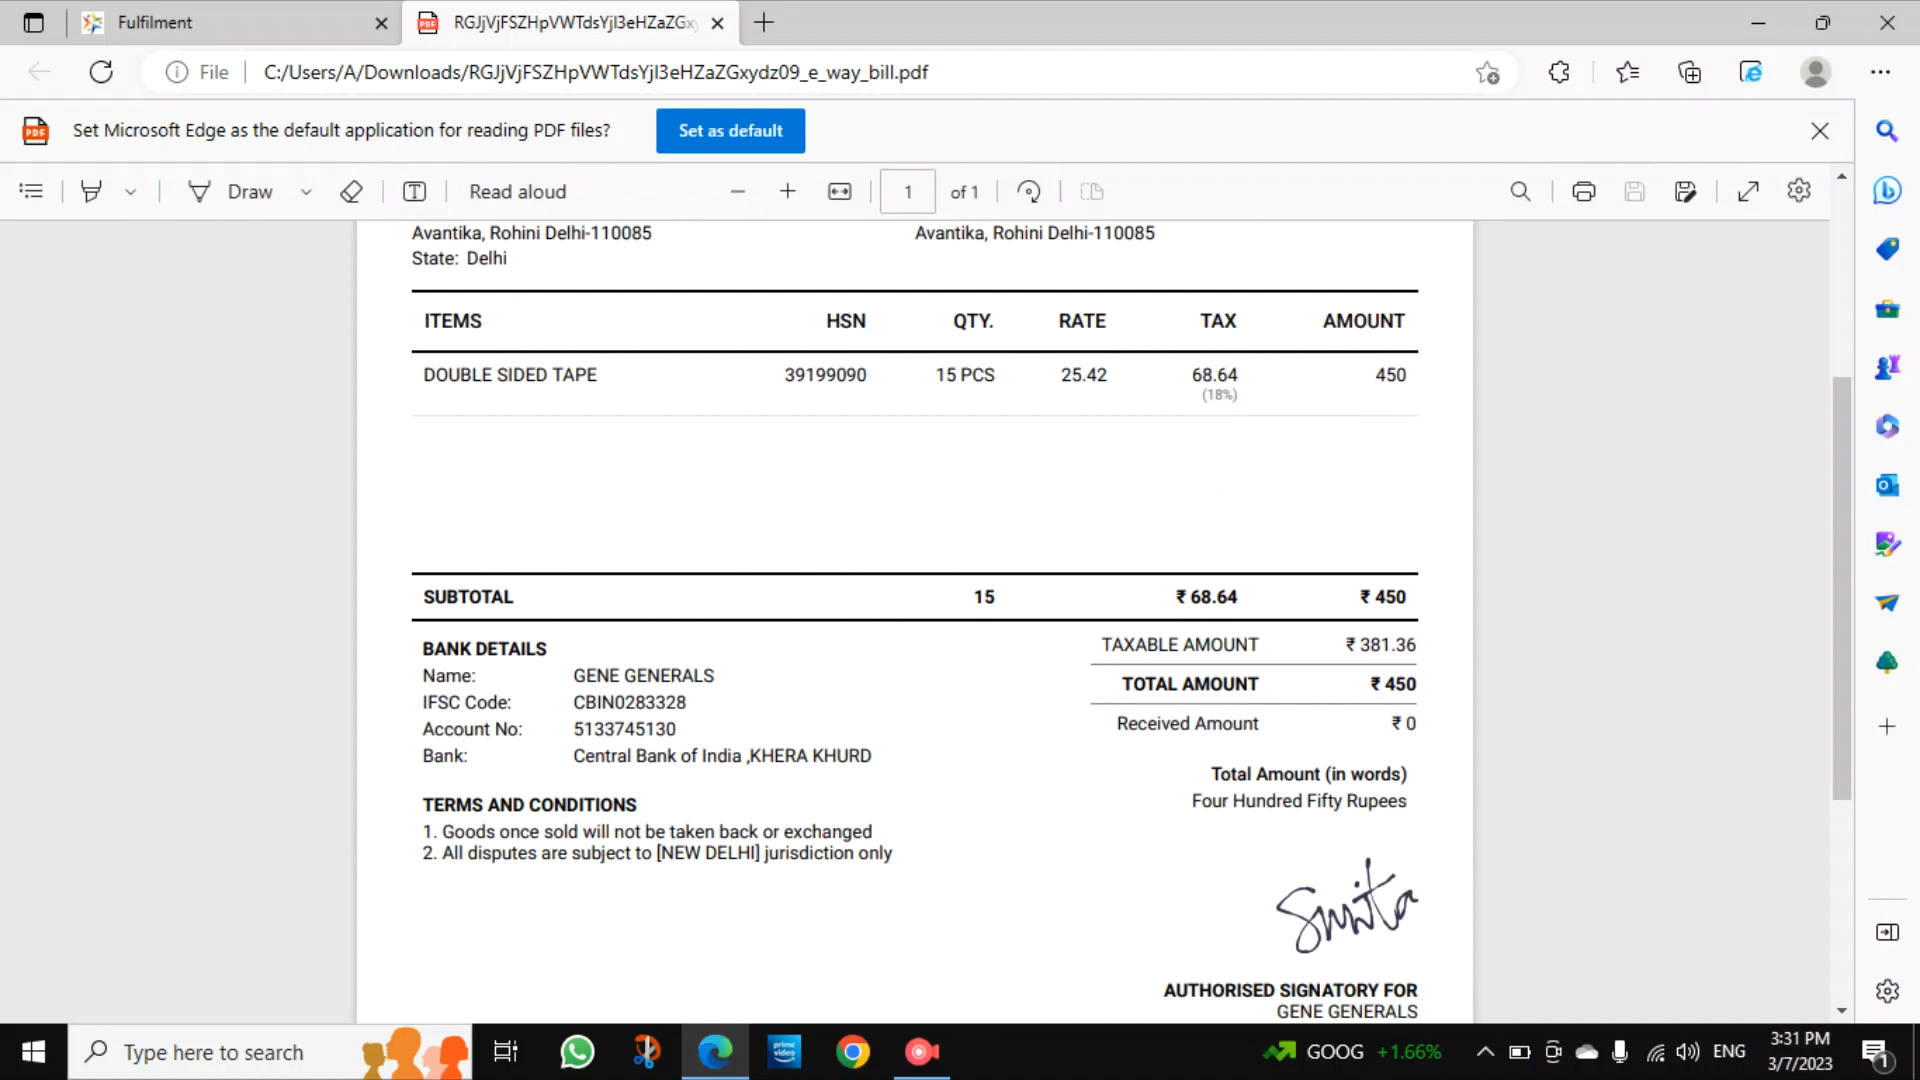 Fulfilment
RGJjVjFSZHpVWTdsYjl3eHZaZGx
File
C:/Users/A/Downloads/RGJjVjFSZHpVWTdsYjl3eHZaZGxydz09_e_way_bill.pdf
Set Microsoft Edge as the default application for reading PDF files?
Set as default
Draw
Read aloud
1 of 1
Avantika, Rohini Delhi-110085 Avantika, Rohini Delhi-110085
State: Delhi
ITEMS HSN QTY. RATE TAX AMOUNT
DOUBLE SIDED TAPE 39199090 15 PCS 25.42 68.64 450
(18%)
SUBTOTAL 15 ₹ 68.64 ₹ 450
BANK DETAILS
Name: GENE GENERALS
IFSC Code: CBIN0283328
Account No: 5133745130
Bank: Central Bank of India ,KHERA KHURD
TAXABLE AMOUNT ₹ 381.36
TOTAL AMOUNT ₹ 450
Received Amount ₹ 0
Total Amount (in words)
Four Hundred Fifty Rupees
TERMS AND CONDITIONS
1. Goods once sold will not be taken back or exchanged
2. All disputes are subject to [NEW DELHI] jurisdiction only
Smita
AUTHORISED SIGNATORY FOR
GENE GENERALS
Type here to search
prime video
GOOG +1.66%
ENG
3:31 PM
3/7/2023
1